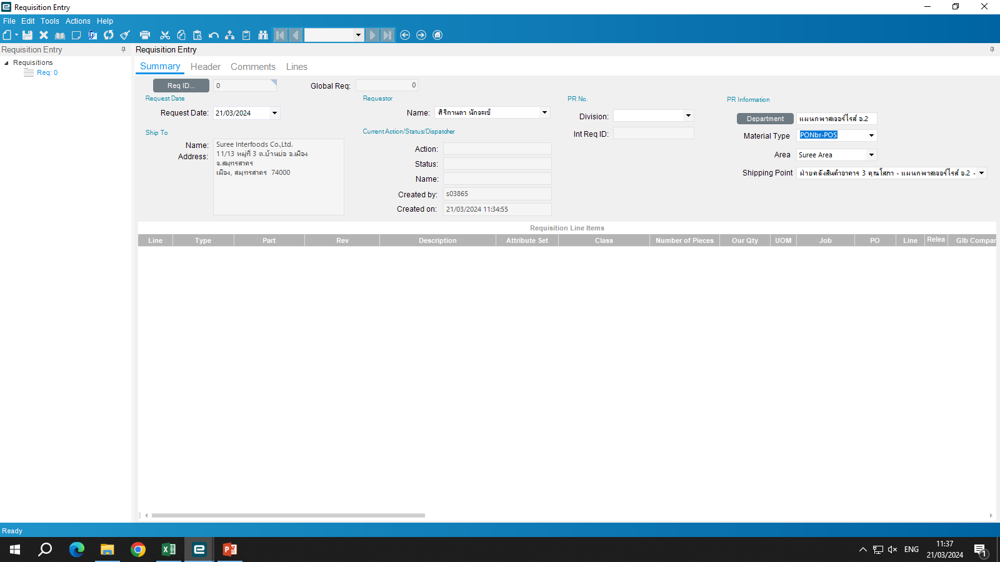 Requisition Entry
File Edit Tools Actions Help
Requisition Entry
Requisition Entry
Requisitions
Req: 0
Summary Header Comments Lines
Req ID... 0 Global Req: 0
Request Date Requestor PR No. PR Information
Request Date: 21/03/2024 Name: ศิริกานดา นักจะเข้ Division: Department แผนกพาสเจอร์ไรส์ อ.2
Ship To Current Action/Status/Dispatcher Int Req ID: Material Type PONbr-POS
Name: Suree Interfoods Co.,Ltd. Action: Area Suree Area
Address: 11/13 หมู่ที่ 3 ต.บ้านบ่อ อ.เมือง
จ.สมุทรสาคร Status:
เมือง, สมุทรสาคร 74000 Shipping Point ฝ่ายคลังสินค้าอาคาร 3 คุณโสภา - แผนกพาสเจอร์ไรส์ อ.2 -
Name:
Created by: s03865
Created on: 21/03/2024 11:34:55
Requisition Line Items
Line Type Part Rev Description Attribute Set Class Number of Pieces Our Qty UOM Job PO Line Relea Glb Compar
Ready
ENG 11:37
21/03/2024
1